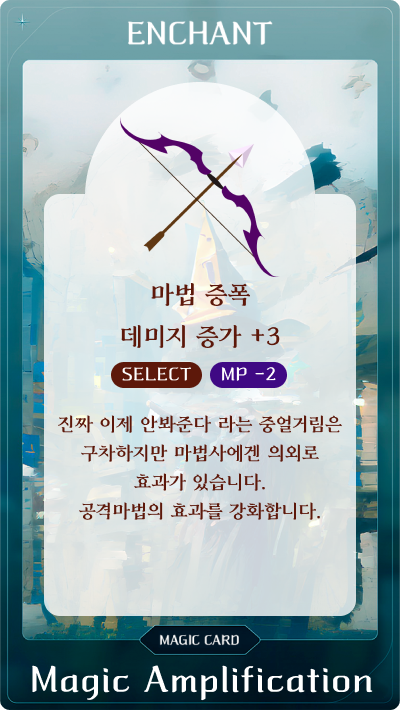 ENCHANT
마법 증폭
데미지 증가 +3
SELECT MP -2
진짜 이제 안봐준다 라는 중얼거림은
구차하지만 마법사에겐 의외로
효과가 있습니다.
공격마법의 효과를 강화합니다.
MAGIC CARD
Magic Amplification